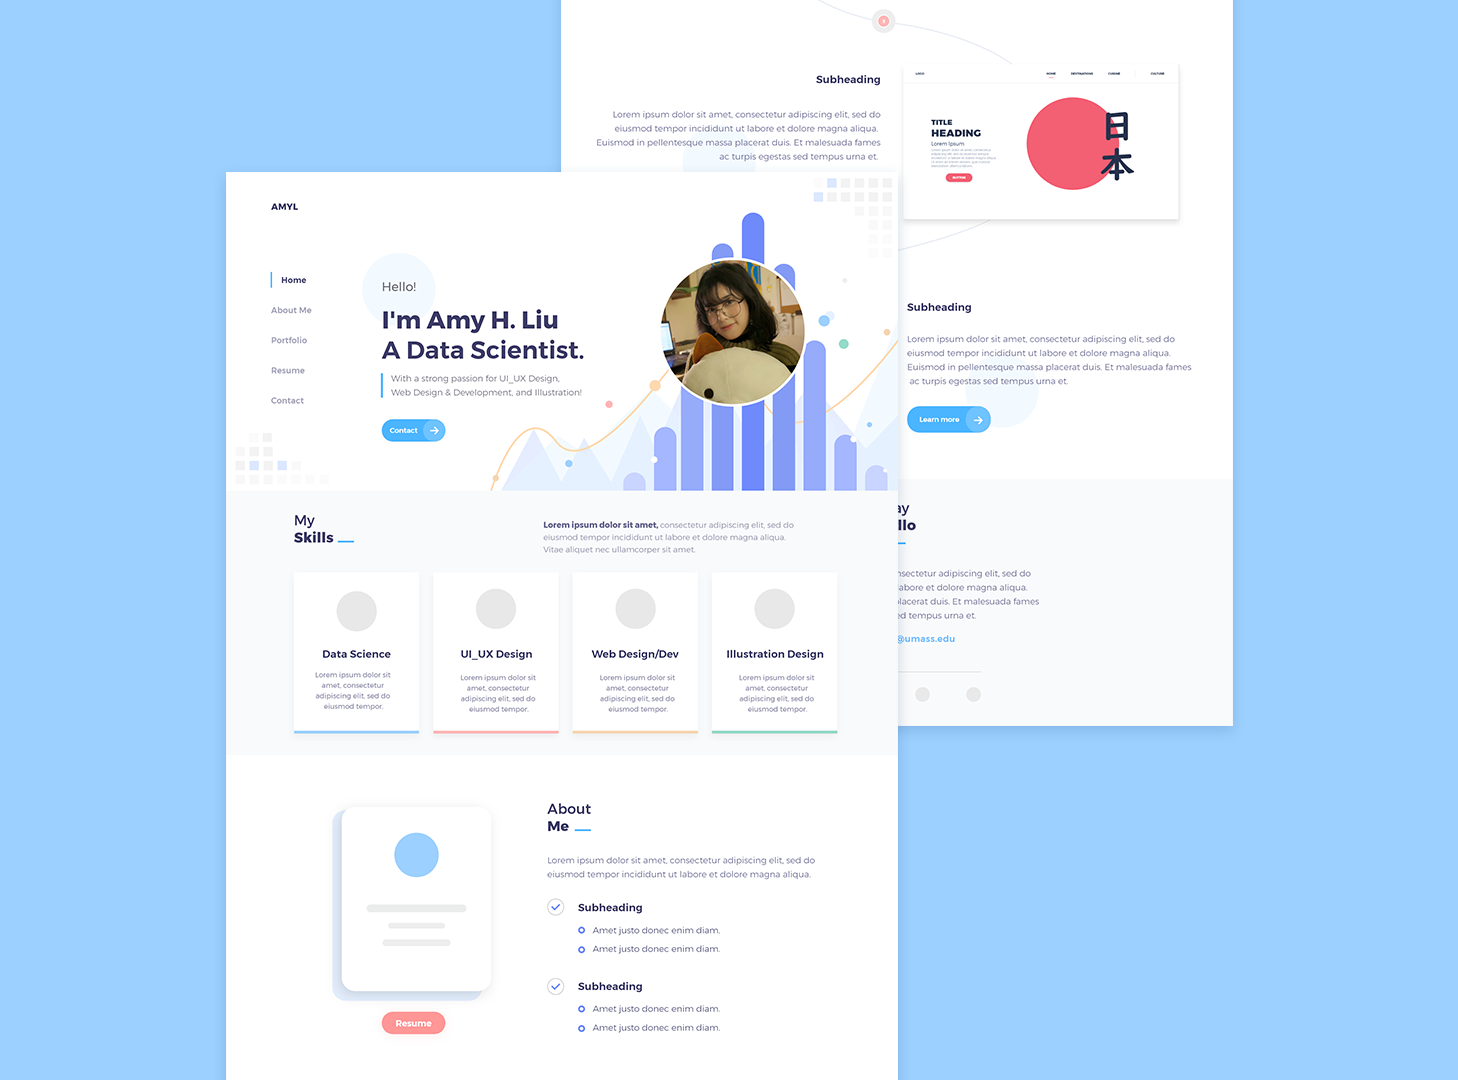 Subheading
Lorem ipsum dolor sit amet, consectetur adipiscing elit, sed do
eiusmod tempor incididunt ut labore et dolore magna aliqua.
Euismod in pellentesque massa placerat duis. Et malesuada fames
ac turpis egestas sed tempus urna et.
LOGO
HOME
DESTINATIONS
CUISINE
CULTURE
TITLE
HEADING
Lorem Ipsum
BUTTON
日
本
Subheading
Lorem ipsum dolor sit amet, consectetur adipiscing elit, sed do
eiusmod tempor incididunt ut labore et dolore magna aliqua.
Euismod in pellentesque massa placerat duis. Et malesuada fames
ac turpis egestas sed tempus urna et.
Learn more
ay
llo
nsectetur adipiscing elit, sed do
labore et dolore magna aliqua.
placerat duis. Et malesuada fames
ed tempus urna et.
@umass.edu
AMYL
Home
About Me
Portfolio
Resume
Contact
Hello!
I'm Amy H. Liu
A Data Scientist.
With a strong passion for UI_UX Design,
Web Design & Development, and Illustration!
Contact
My
Skills
Lorem ipsum dolor sit amet, consectetur adipiscing elit, sed do
eiusmod tempor incididunt ut labore et dolore magna aliqua.
Vitae aliquet nec ullamcorper sit amet.
Data Science
Lorem ipsum dolor sit
amet, consectetur
adipiscing elit, sed do
eiusmod tempor.
UI_UX Design
Lorem ipsum dolor sit
amet, consectetur
adipiscing elit, sed do
eiusmod tempor.
Web Design/Dev
Lorem ipsum dolor sit
amet, consectetur
adipiscing elit, sed do
eiusmod tempor.
Illustration Design
Lorem ipsum dolor sit
amet, consectetur
adipiscing elit, sed do
eiusmod tempor.
Resume
About
Me
Lorem ipsum dolor sit amet, consectetur adipiscing elit, sed do
eiusmod tempor incididunt ut labore et dolore magna aliqua.
Subheading
Amet justo donec enim diam.
Amet justo donec enim diam.
Subheading
Amet justo donec enim diam.
Amet justo donec enim diam.